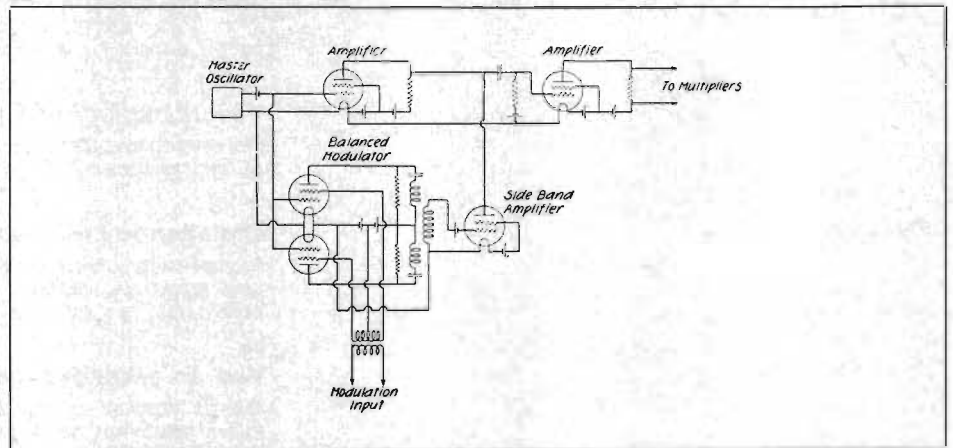 Amplifier
Amplifier
Master
Oscillator
To Multipliers
Balanced
Modulator
Side Band
Amplifier
Modulation
Input